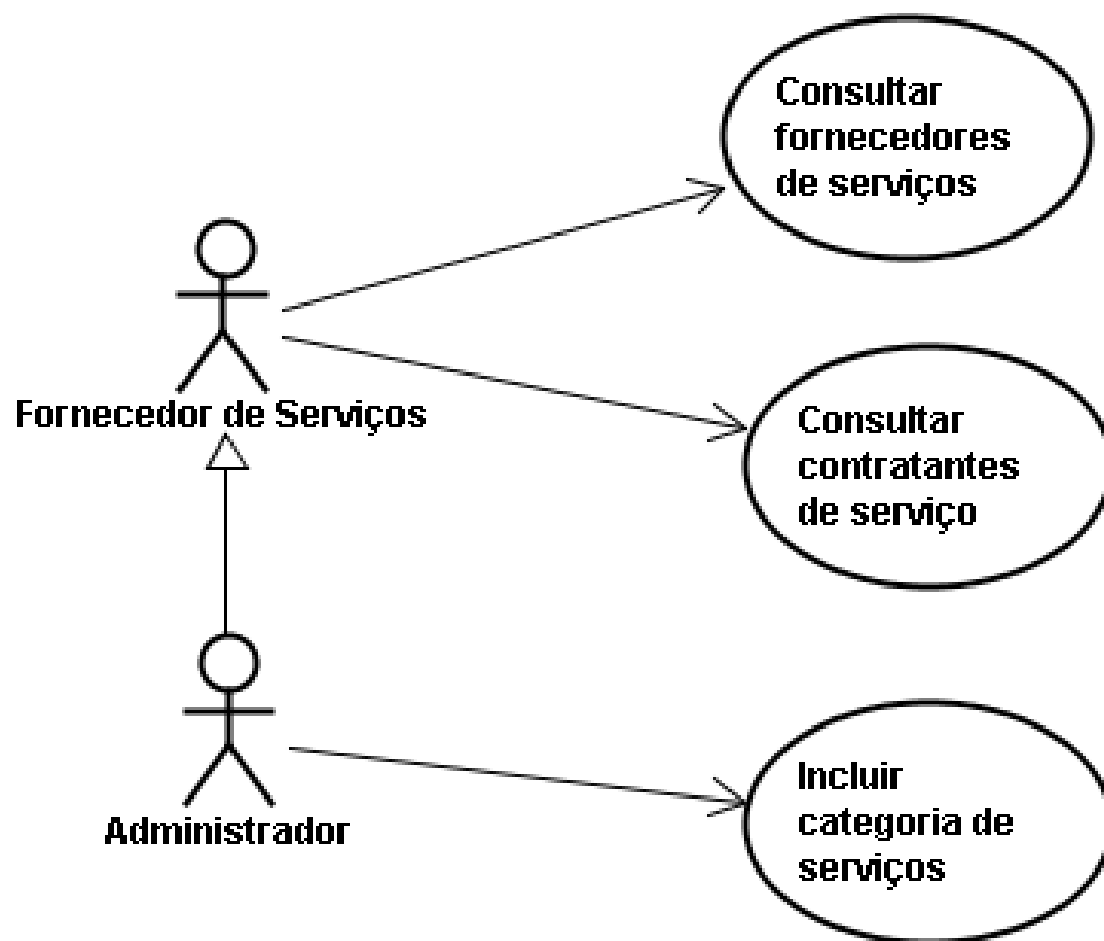 Consultar
fornecedores
de serviços
Fornecedor de Serviços
Consultar
contratantes
de serviço
Administrador
Incluir
categoria de
serviços